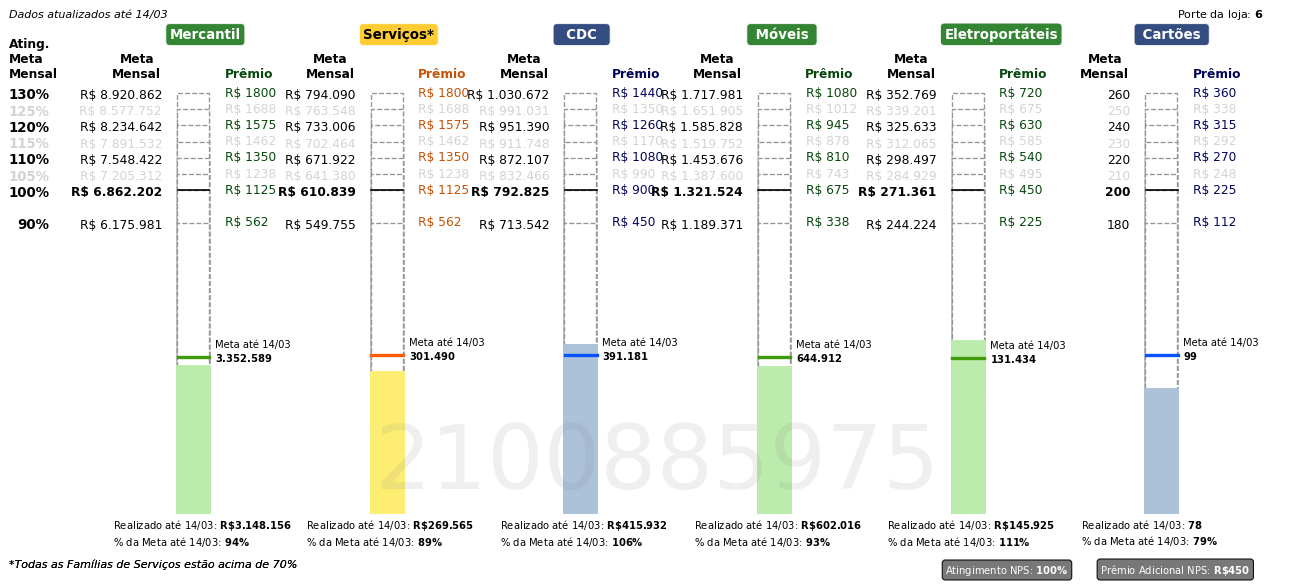 Dados atualizados até 14/03
Porte da loja: 6
Mercantil Serviços* CDC Móveis Eletroportáteis Cartões
Ating.
Meta Meta Meta Meta Meta Meta Meta
Mensal Mensal Prêmio Mensal Prêmio Mensal Prêmio Mensal Prêmio Mensal Prêmio Mensal Prêmio
130% R$ 8.920.862 R$ 1800 R$ 794.090 R$ 1800 R$ 1.030.672 R$ 1440 R$ 1.717.981 R$ 1080 R$ 352.769 R$ 720 260 R$ 360
125% R$ 8.577.752 R$ 1688 R$ 763.548 R$ 1688 R$ 991.031 R$ 1350 R$ 1.651.905 R$ 1012 R$ 339.201 R$ 675 250 R$ 338
120% R$ 8.234.642 R$ 1575 R$ 733.006 R$ 1575 R$ 951.390 R$ 1260 R$ 1.585.828 R$ 945 R$ 325.633 R$ 630 240 R$ 315
115% R$ 7.891.532 R$ 1462 R$ 702.464 R$ 1462 R$ 911.748 R$ 1170 R$ 1.519.752 R$ 878 R$ 312.065 R$ 585 230 R$ 292
110% R$ 7.548.422 R$ 1350 R$ 671.922 R$ 1350 R$ 872.107 R$ 1080 R$ 1.453.676 R$ 810 R$ 298.497 R$ 540 220 R$ 270
105% R$ 7.205.312 R$ 1238 R$ 641.380 R$ 1238 R$ 832.466 R$ 990 R$ 1.387.600 R$ 743 R$ 284.929 R$ 495 210 R$ 248
100% R$ 6.862.202 R$ 1125 R$ 610.839 R$ 1125 R$ 792.825 R$ 900 R$ 1.321.524 R$ 675 R$ 271.361 R$ 450 200 R$ 225
90% R$ 6.175.981 R$ 562 R$ 549.755 R$ 562 R$ 713.542 R$ 450 R$ 1.189.371 R$ 338 R$ 244.224 R$ 225 180 R$ 112
Meta até 14/03 Meta até 14/03 Meta até 14/03 Meta até 14/03 Meta até 14/03 Meta até 14/03
3.352.589 301.490 391.181 644.912 131.434 99
2100885975
Realizado até 14/03: R$3.148.156 Realizado até 14/03: R$269.565 Realizado até 14/03: R$415.932 Realizado até 14/03: R$602.016 Realizado até 14/03: R$145.925 Realizado até 14/03: 78
% da Meta até 14/03: 94% % da Meta até 14/03: 89% % da Meta até 14/03: 106% % da Meta até 14/03: 93% % da Meta até 14/03: 111% % da Meta até 14/03: 79%
*Todas as Famílias de Serviços estão acima de 70%
Atingimento NPS: 100% Prêmio Adicional NPS: R$450